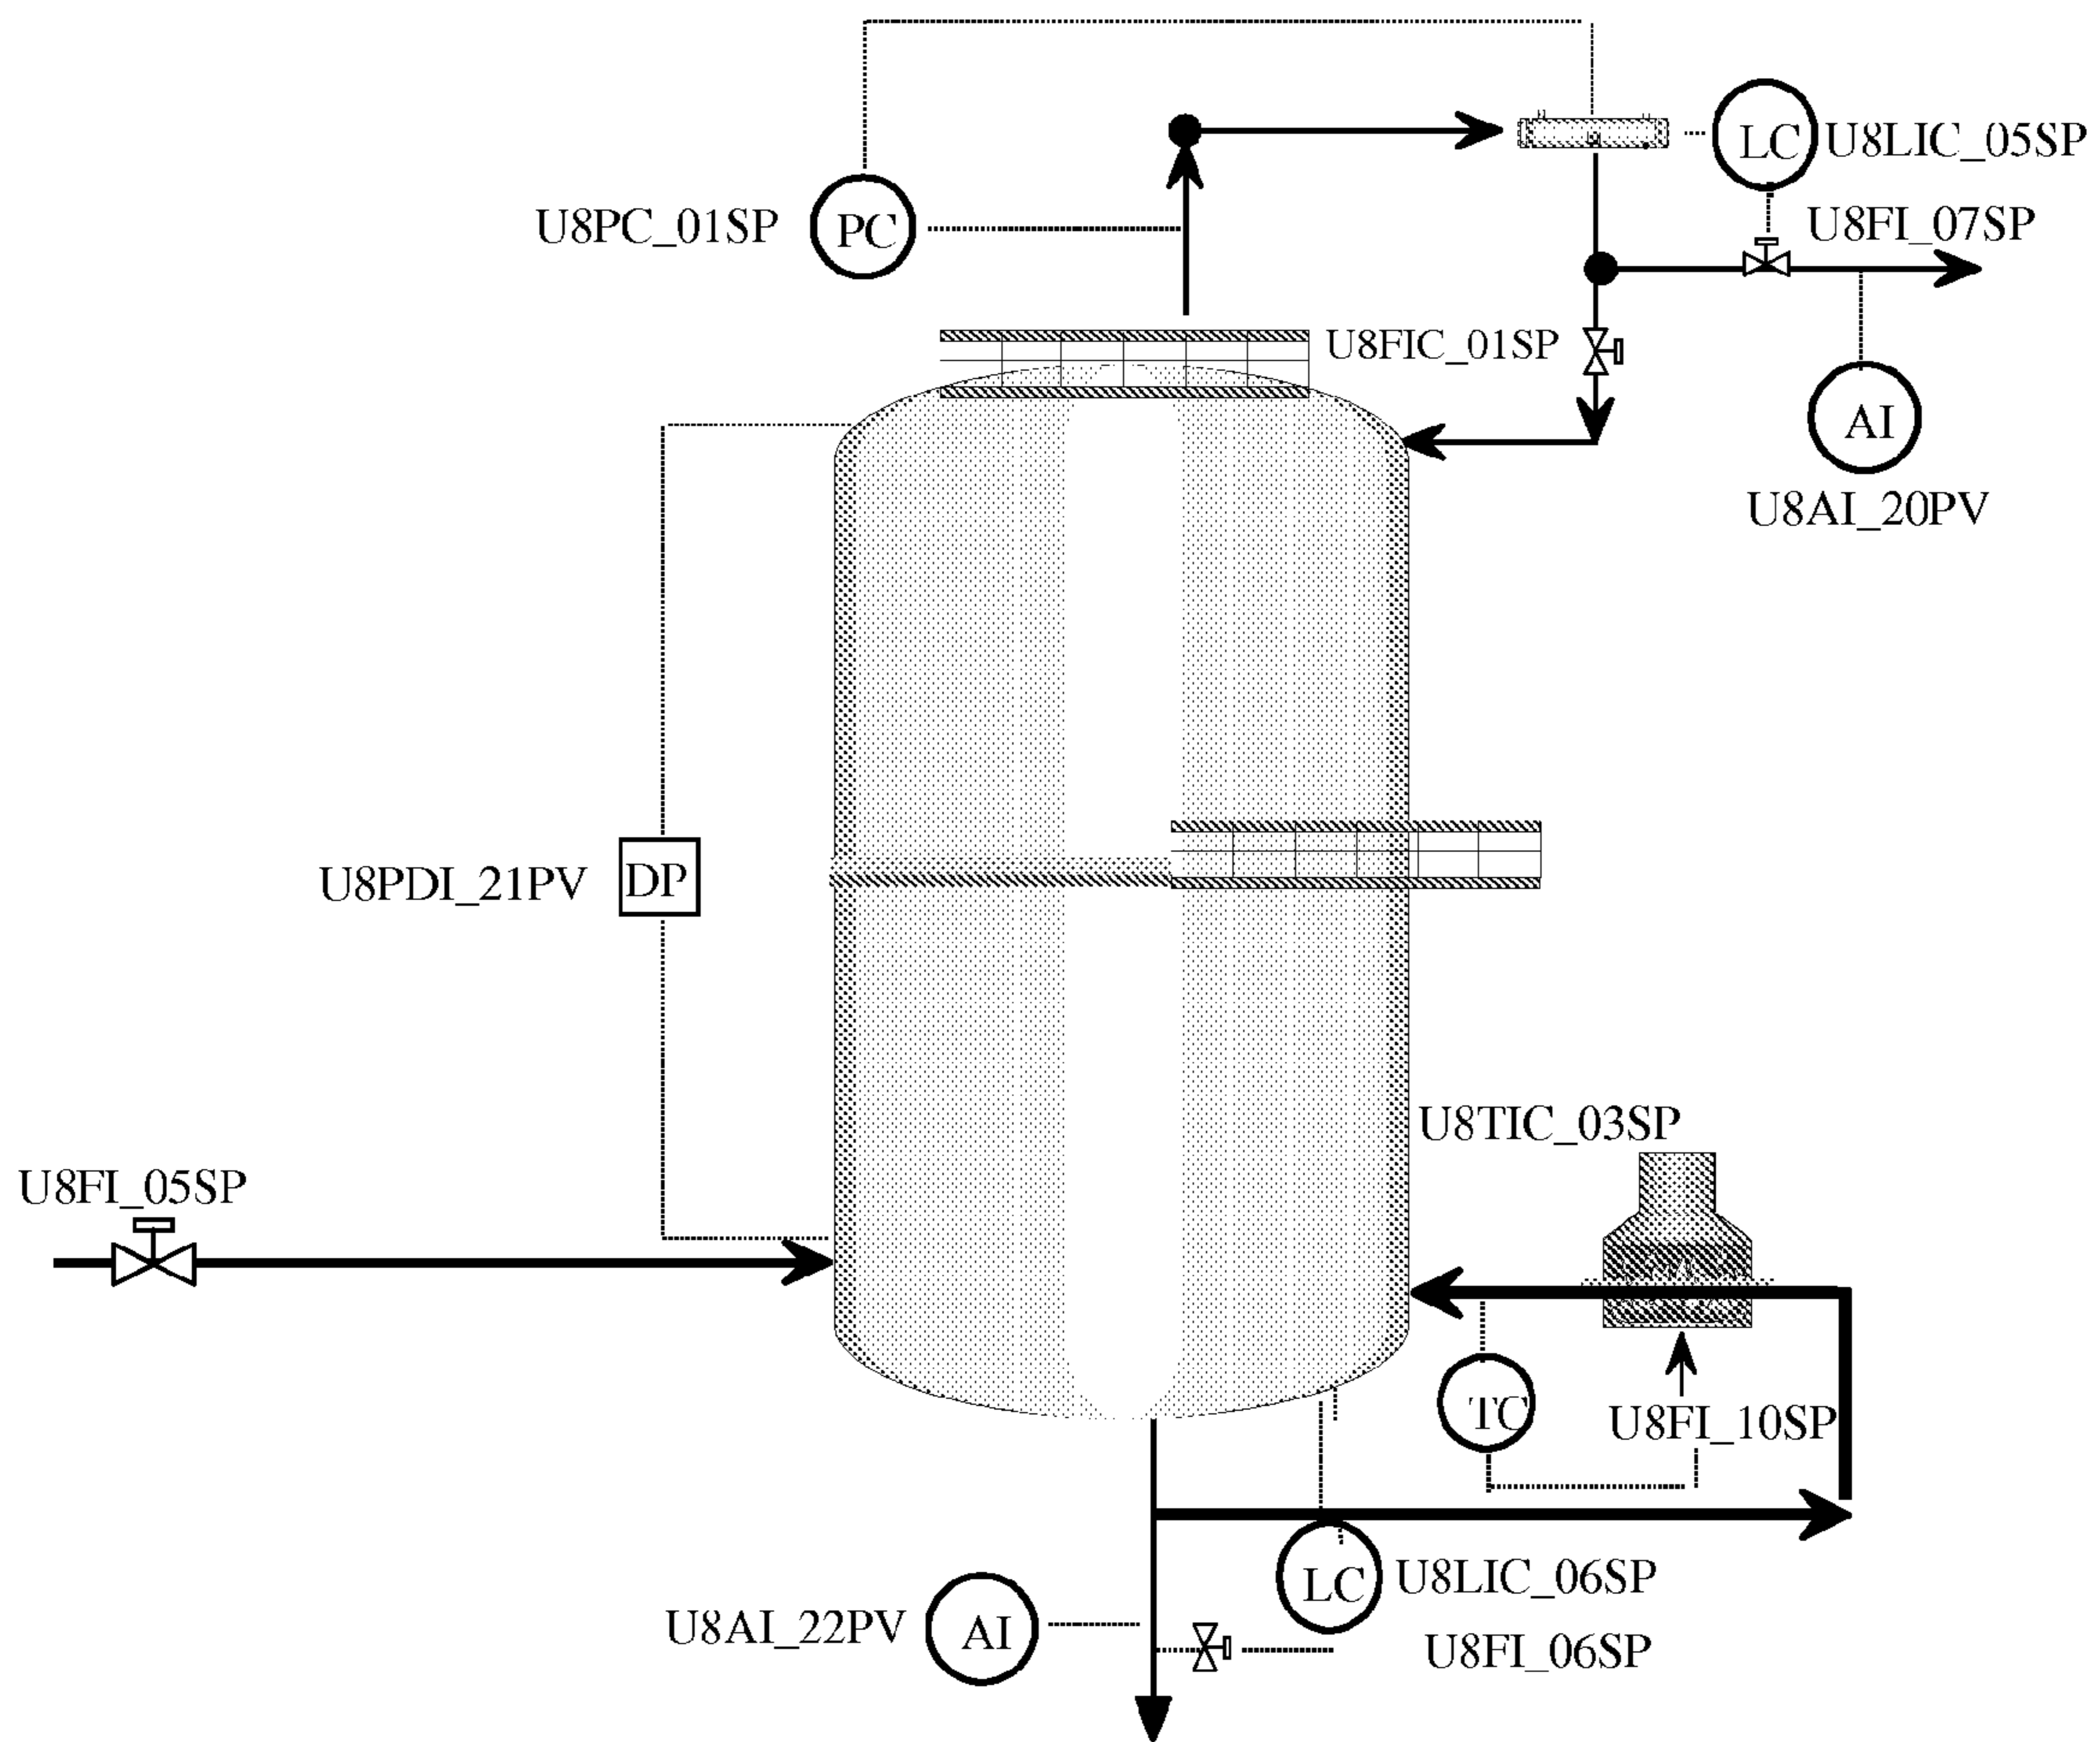 LC
U8LIC_05SP
U8PC_01SP
PC
U8FI_07SP
U8FIC_01SP
AI
U8AI_20PV
U8PDI_21PV
DP
U8TIC_03SP
U8FI_05SP
TC
U8FI_10SP
LC
U8LIC_06SP
U8AI_22PV
AI
U8FI_06SP